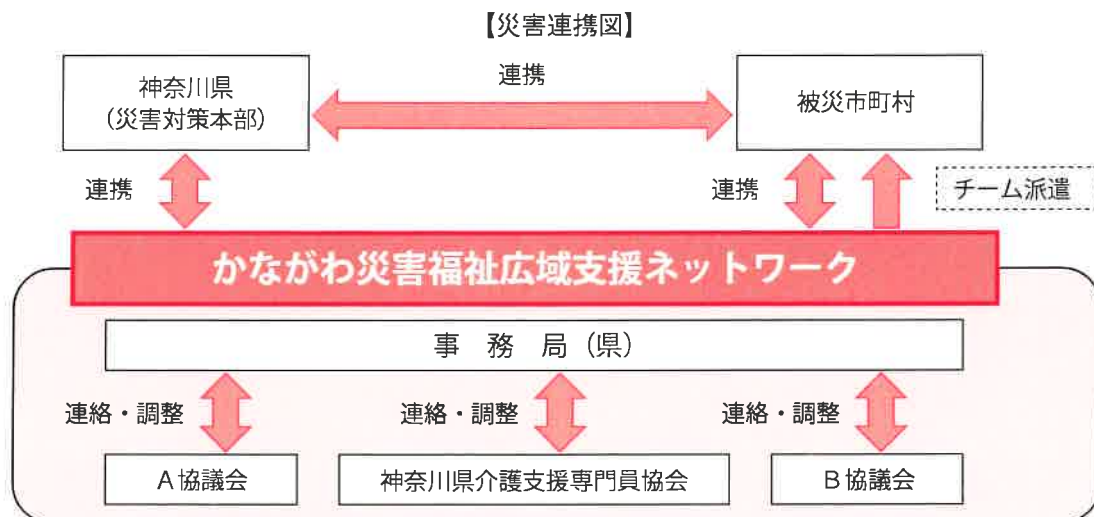 【災害連携図】
神奈川県
（災害対策本部）
連携
被災市町村
連携
連携
チーム派遣
かながわ災害福祉広域支援ネットワーク
事 務 局（県）
連絡・調整
連絡・調整
連絡・調整
A協議会
神奈川県介護支援専門員協会
B協議会